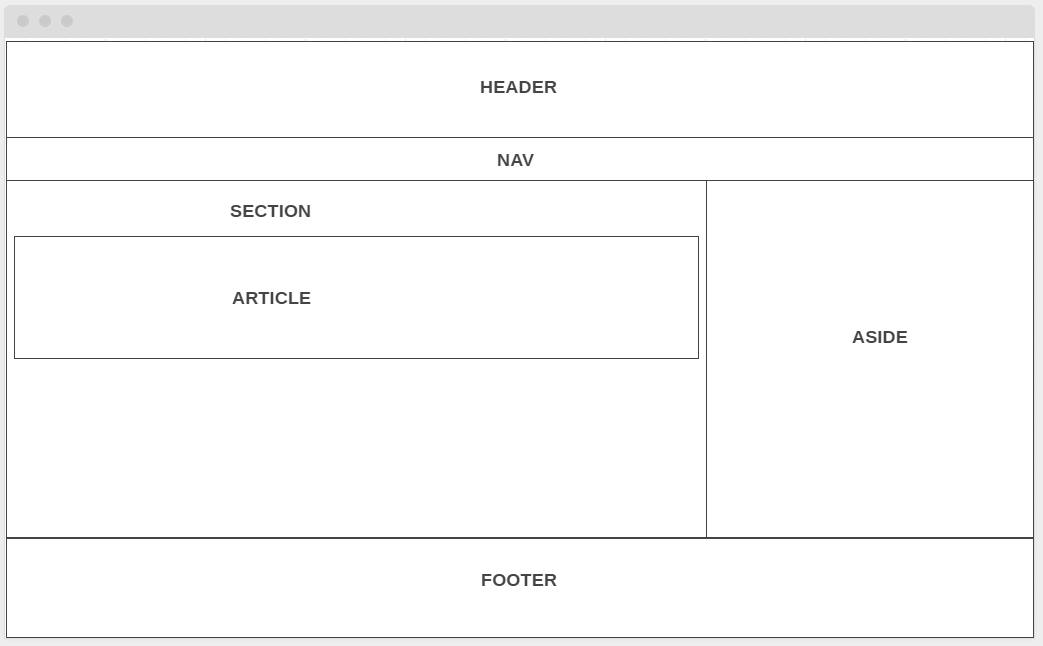 HEADER
NAV
SECTION
ARTICLE
ASIDE
FOOTER